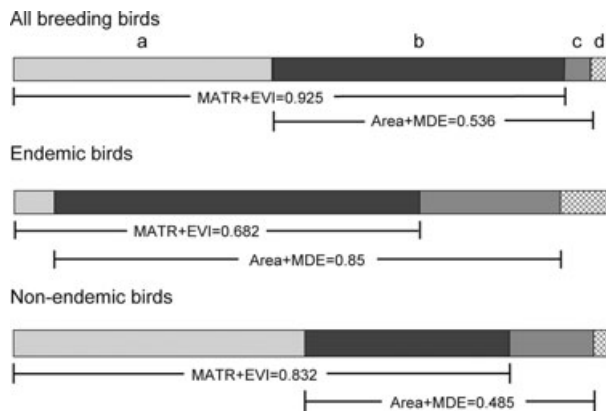 All breeding birds
a b c d
MATR+EVI=0.925
Area+MDE=0.536
Endemic birds
MATR+EVI=0.682
Area+MDE=0.85
Non-endemic birds
MATR+EVI=0.832
Area+MDE=0.485